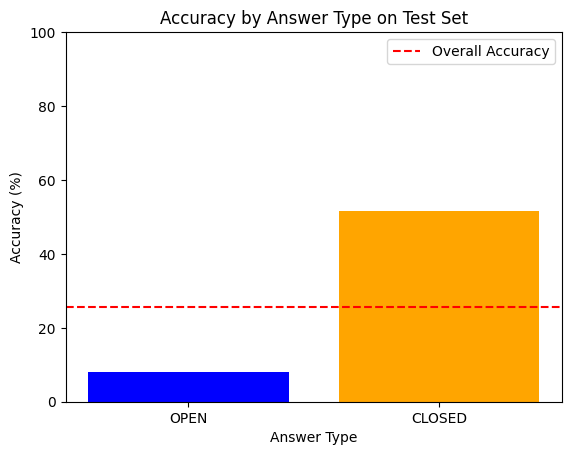 Accuracy by Answer Type on Test Set
Overall Accuracy
100
80
60
40
20
0
Accuracy (%)
OPEN
CLOSED
Answer Type